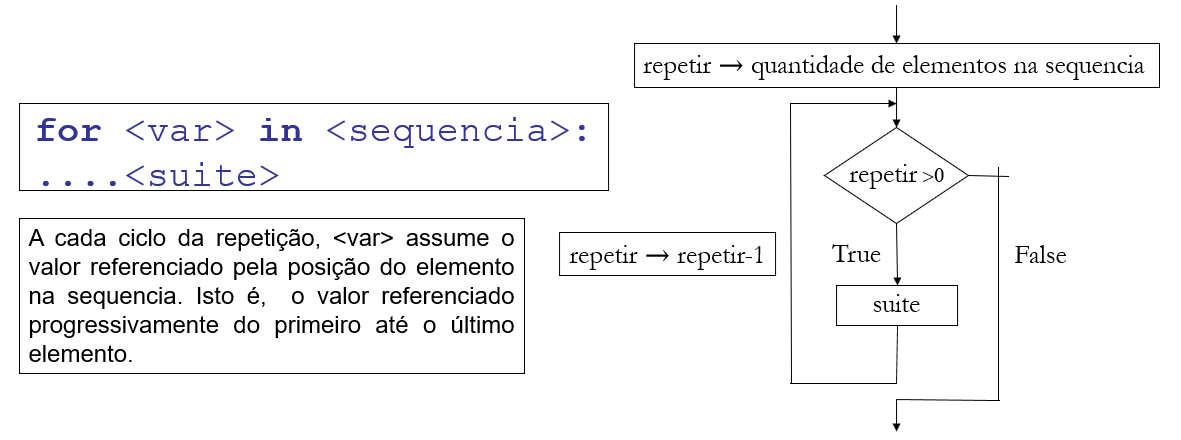 for <var> in <sequencia>:
....<suite>
A cada ciclo da repetição, <var> assume o
valor referenciado pela posição do elemento
na sequencia. Isto é, o valor referenciado
progressivamente do primeiro até o último
elemento.
repetir → quantidade de elementos na sequencia
repetir >0
repetir → repetir-1
True
False
suite